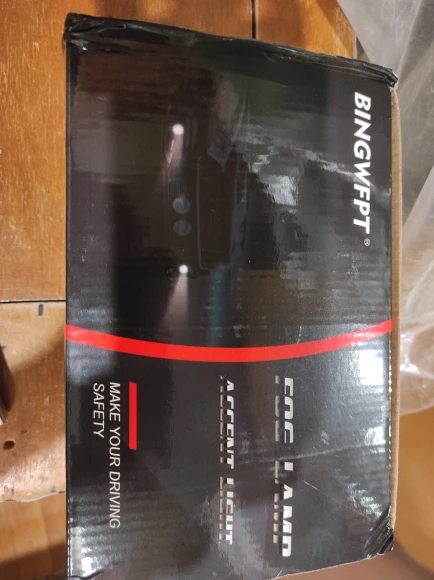 BINGWFPT®
FOG LAMP
ACCENT LIGHT
MAKE YOUR DRIVING
SAFETY